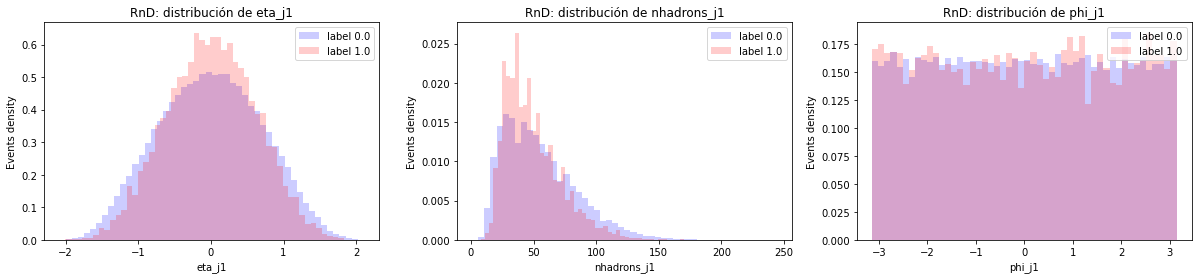 RnD: distribución de eta_j1
label 0.0
label 1.0
Events density
0.0
0.1
0.2
0.3
0.4
0.5
0.6
−2
−1
0
1
2
eta_j1
RnD: distribución de nhadrons_j1
label 0.0
label 1.0
Events density
0.000
0.005
0.010
0.015
0.020
0.025
0
50
100
150
200
250
nhadrons_j1
RnD: distribución de phi_j1
label 0.0
label 1.0
Events density
0.000
0.025
0.050
0.075
0.100
0.125
0.150
0.175
−3
−2
−1
0
1
2
3
phi_j1